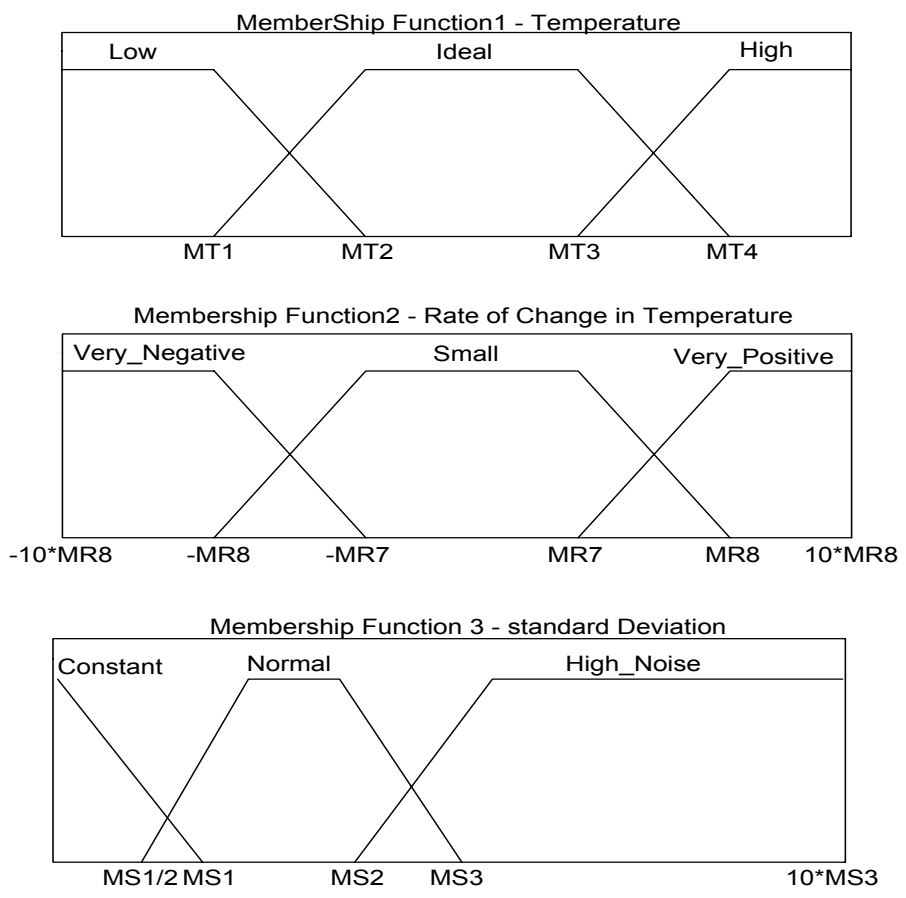 MemberShip Function1 - Temperature
Low Ideal High
MT1 MT2 MT3 MT4
Membership Function2 - Rate of Change in Temperature
Very_Negative Small Very_Positive
-10*MR8 -MR8 -MR7 MR7 MR8 10*MR8
Membership Function 3 - standard Deviation
Constant Normal High_Noise
MS1/2 MS1 MS2 MS3 10*MS3